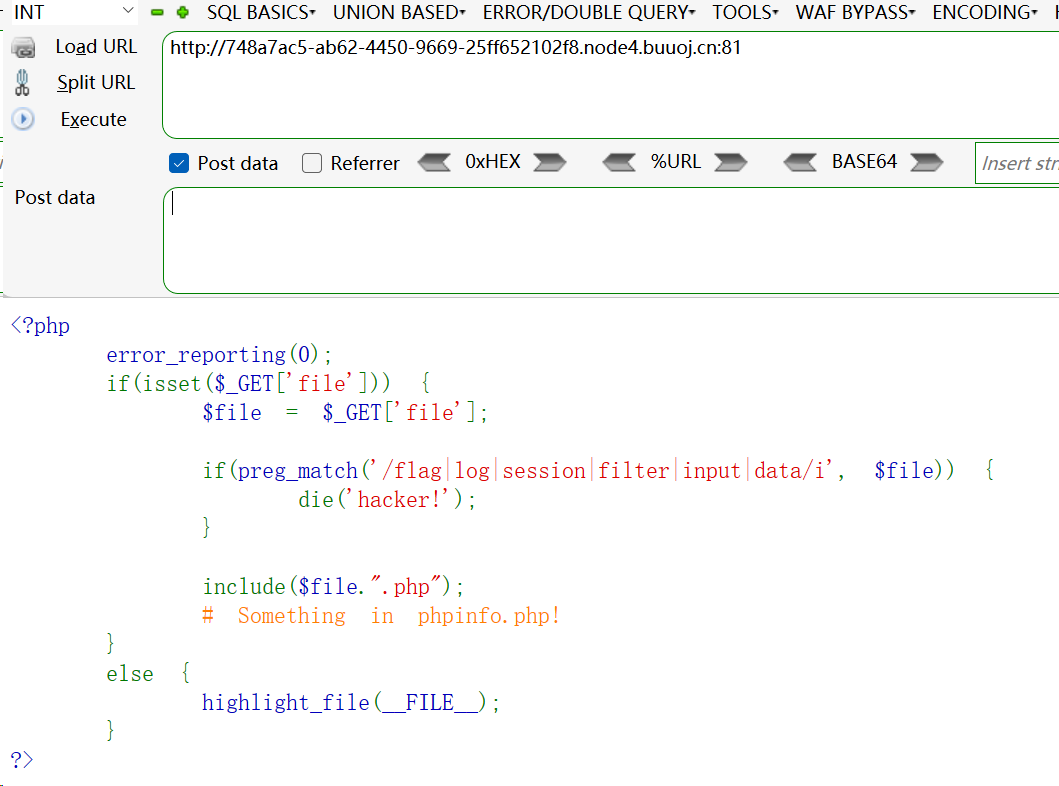 INT SQL BASICS▾ UNION BASED▾ ERROR/DOUBLE QUERY▾ TOOLS▾ WAF BYPASS▾ ENCODING▾
Load URL http://748a7ac5-ab62-4450-9669-25ff652102f8.node4.buuoj.cn:81
Split URL
Execute
Post data Referrer 0xHEX %URL BASE64 Insert str
Post data
<?php
error_reporting(0);
if(isset($_GET['file'])) {
$file = $_GET['file'];
if(preg_match('/flag|log|session|filter|input|data/i', $file)) {
die('hacker!');
}
include($file.".php");
# Something in phpinfo.php!
}
else {
highlight_file(__FILE__);
}
?>